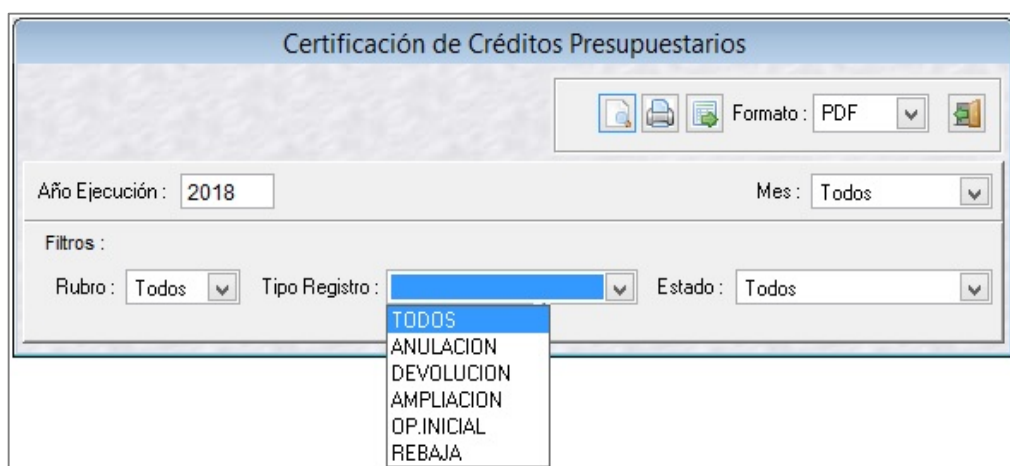 Certificación de Créditos Presupuestarios
Formato : PDF
Año Ejecución : 2018 Mes : Todos
Filtros :
Rubro : Todos Tipo Registro : Estado : Todos
TODOS
ANULACION
DEVOLUCION
AMPLIACION
OP.INICIAL
REBAJA